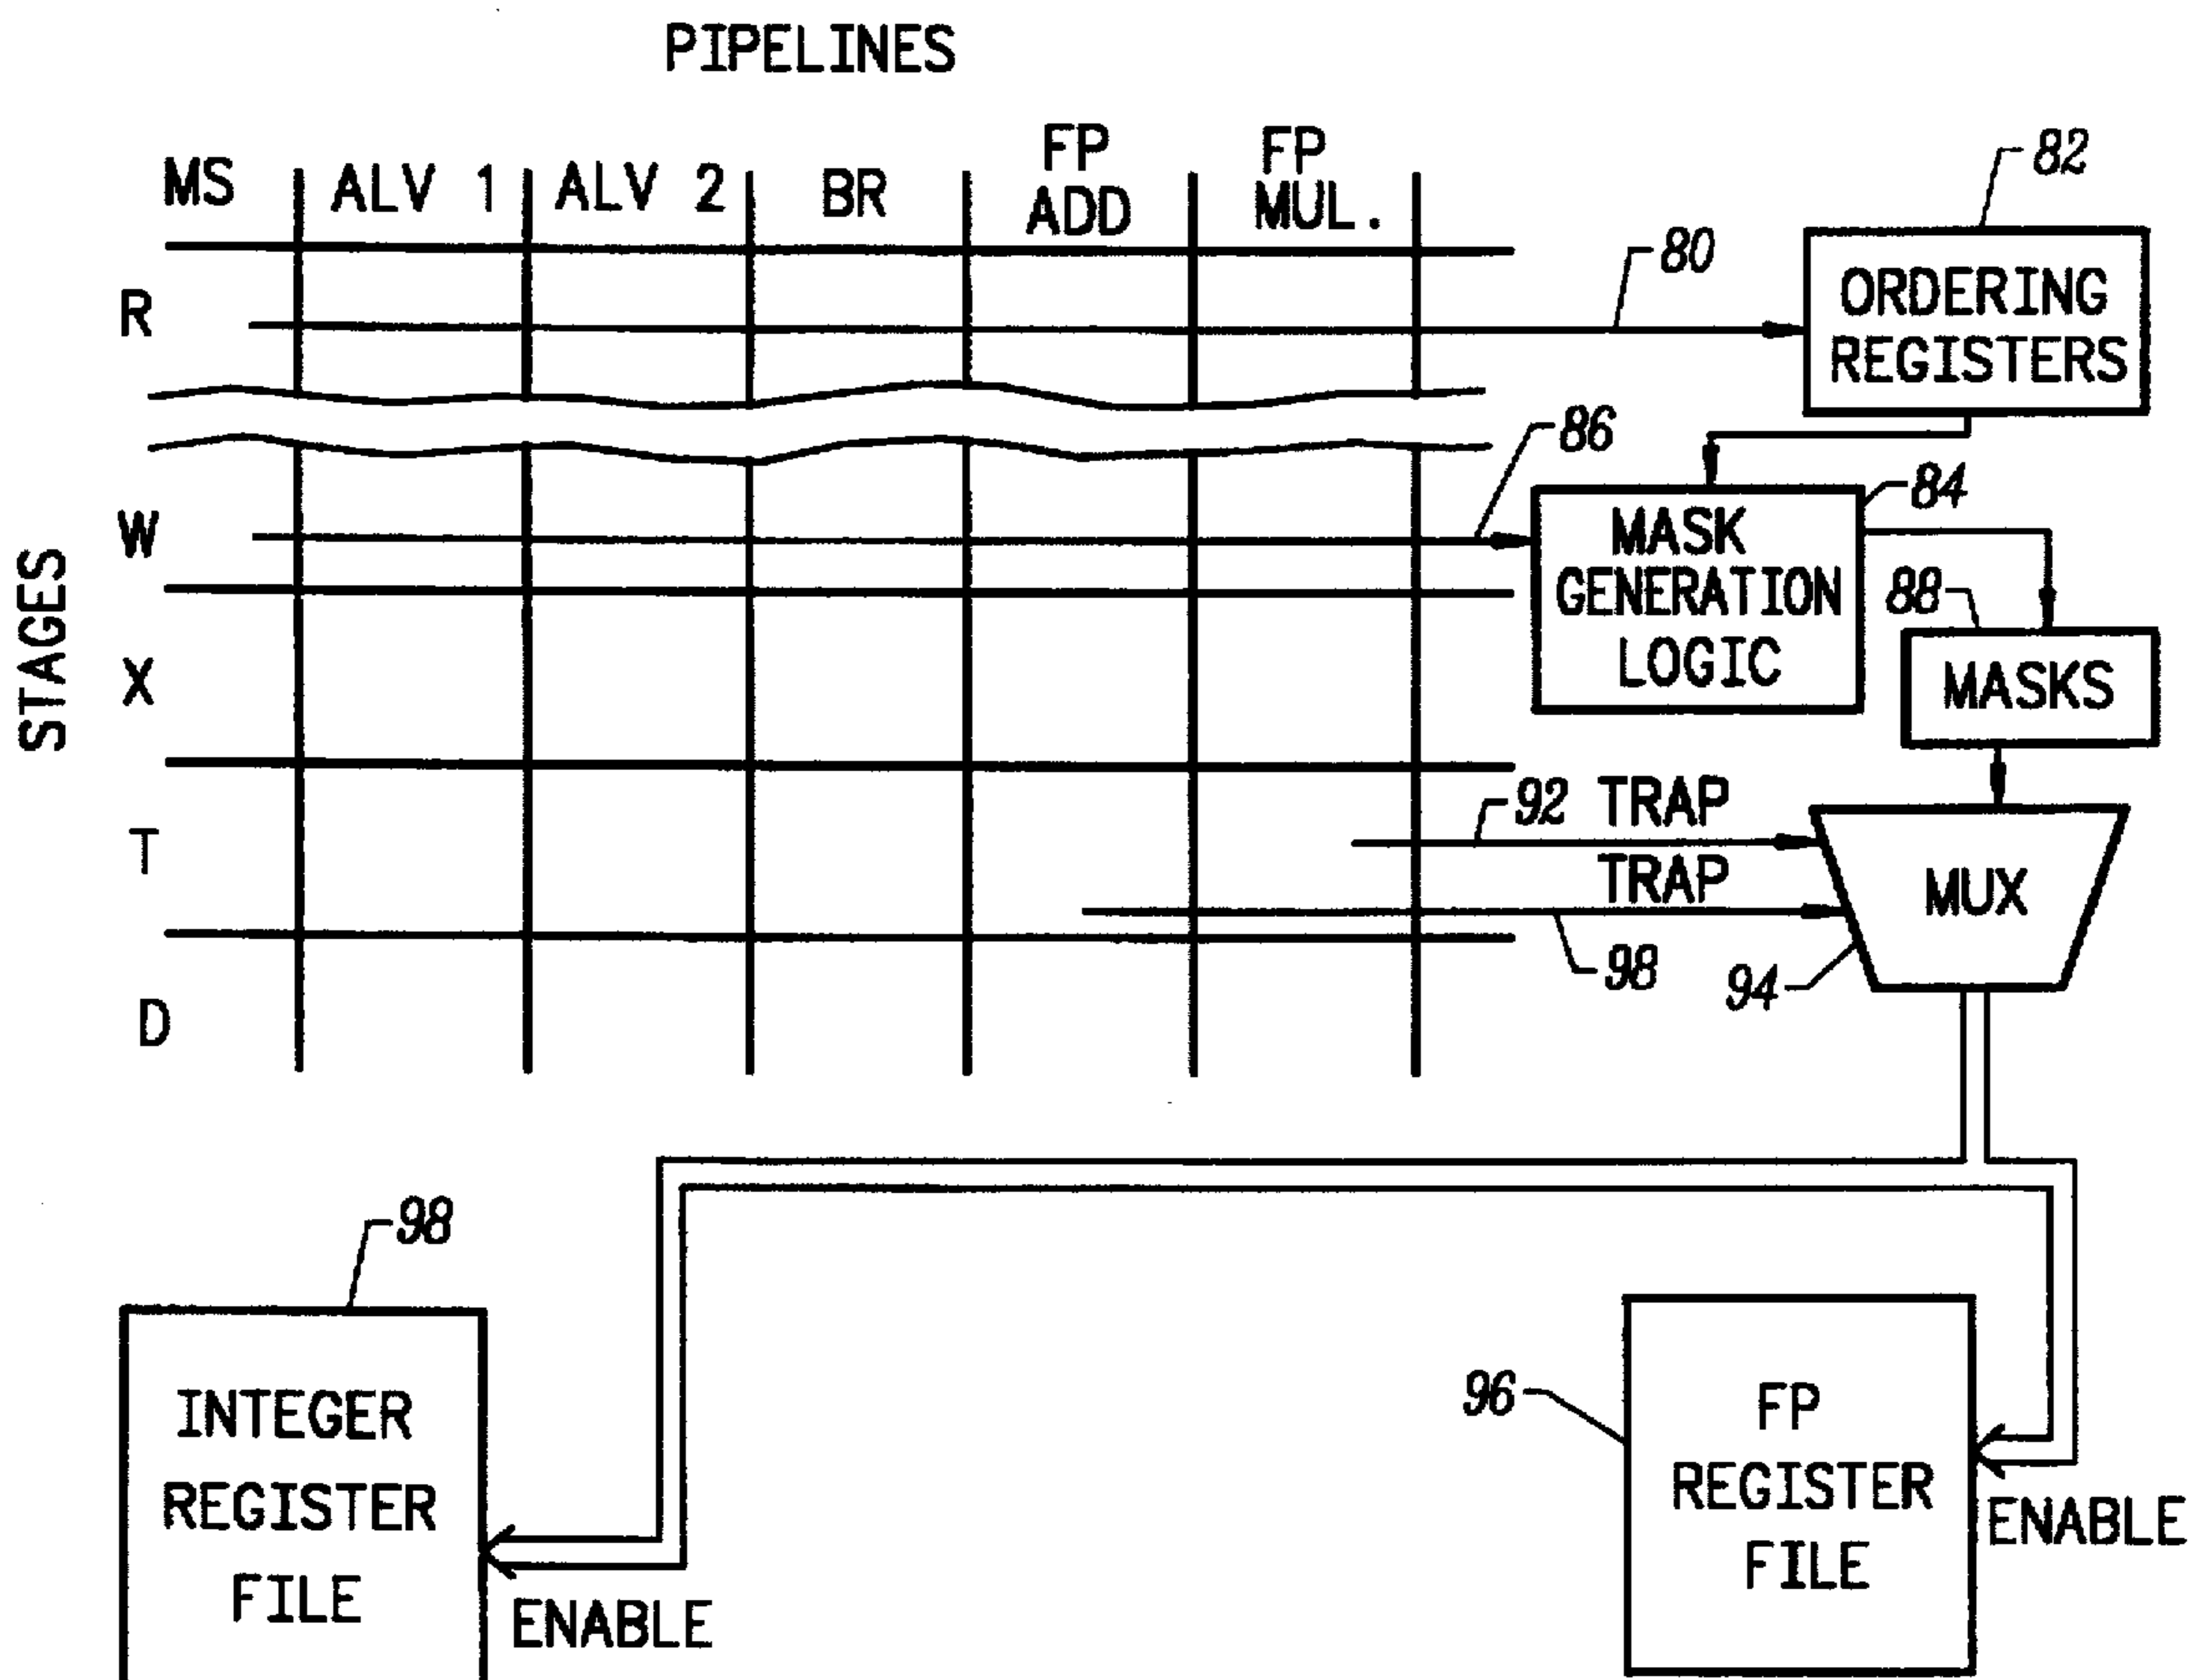 PIPELINES
MS ALV 1 ALV 2 BR FP ADD FP MUL.
82
80
R
ORDERING
REGISTERS
86
84
STAGES
W
MASK
GENERATION
LOGIC
88
X
MASKS
92 TRAP
T
TRAP
MUX
98
94
D
98
INTEGER
REGISTER
FILE
ENABLE
96
FP
REGISTER
FILE
ENABLE